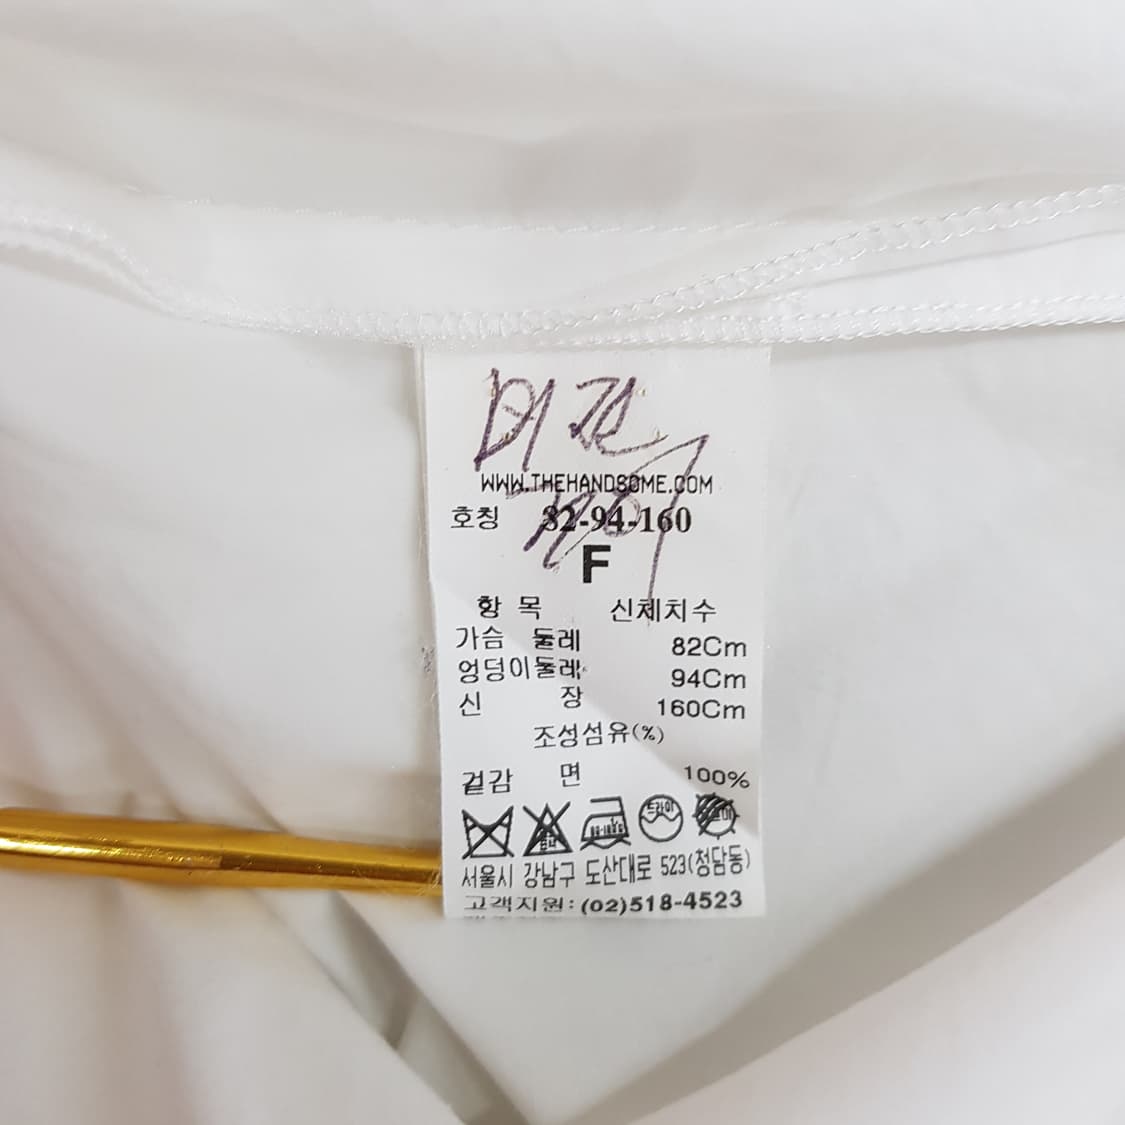 WWW.THEHANDSOME.COM
호칭 82-94-160
F
항 목 신체치수
가슴 둘레 82Cm
엉덩이둘레 94Cm
신 장 160Cm
조성섬유(%)
겉감 면 100%
드라이
서울시 강남구 도산대로 523(청담동)
고객지원: (02)518-4523